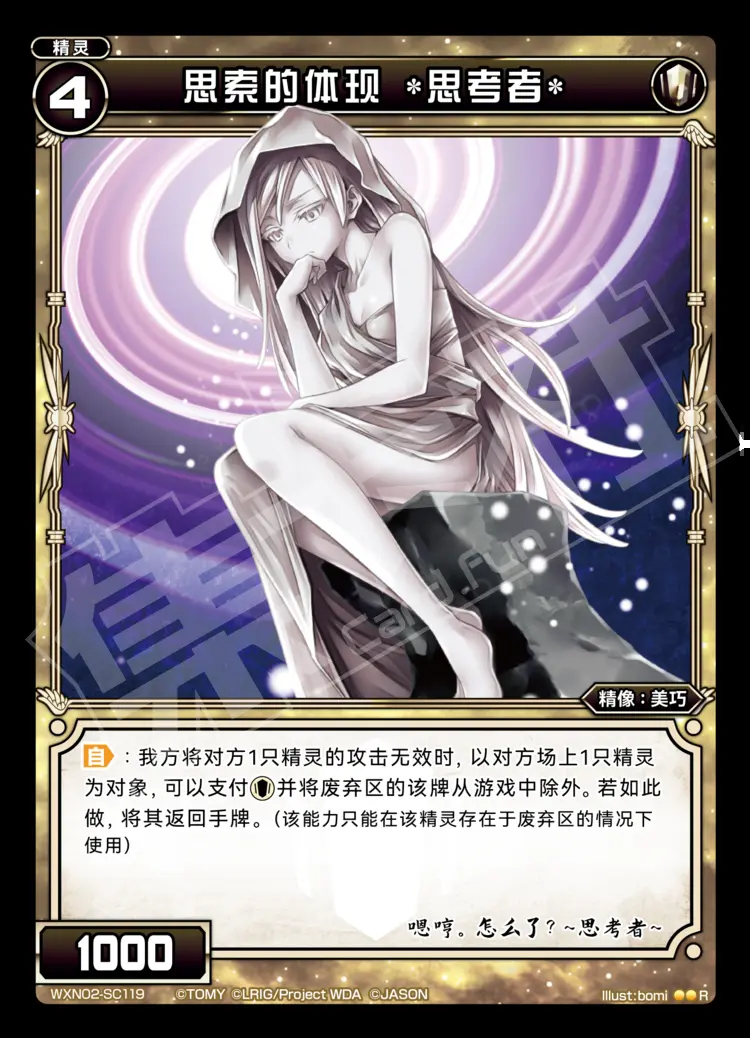 精灵
4
思索的体现 *思考者*
精像：美巧
自：我方将对方1只精灵的攻击无效时，以对方场上1只精灵
为对象，可以支付并将废弃区的该牌从游戏中除外。若如此
做，将其返回手牌。（该能力只能在该精灵存在于废弃区的情况下
使用）
嗯哼。怎么了？~思考者~
1000
WXN02-SC119 ©TOMY ©LRIG/Project WDA ©JASON
Illust:bomi R
集卡社
Card.fun